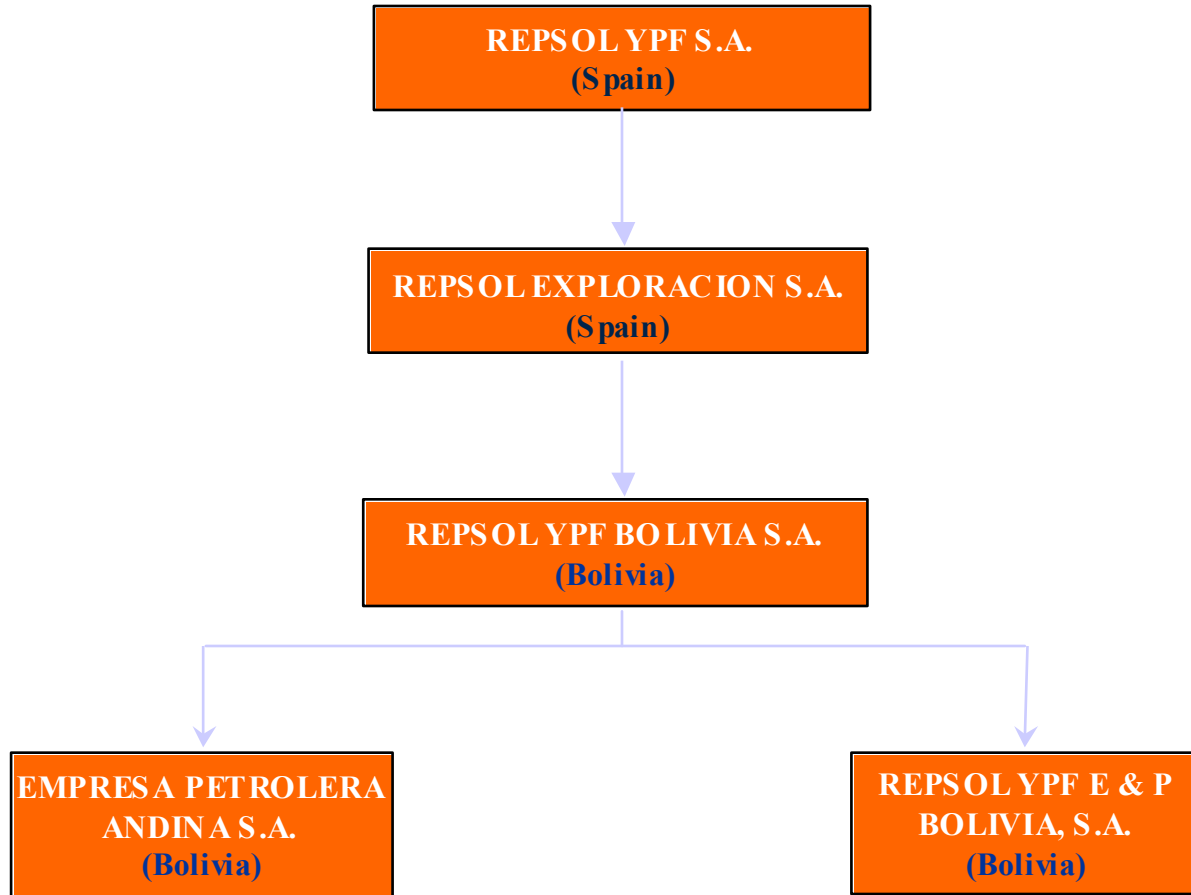 REPSOL YPF S.A.
(Spain)
REPSOL EXPLORACION S.A.
(Spain)
REPSOL YPF BOLIVIA S.A.
(Bolivia)
EMPRESA PETROLERA
ANDINA S.A.
(Bolivia)
REPSOL YPF E & P
BOLIVIA, S.A.
(Bolivia)